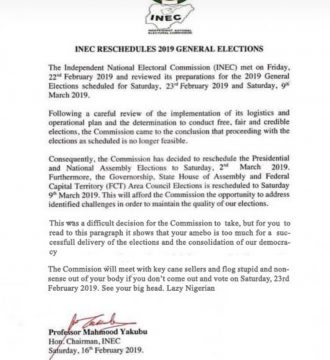 INEC
INDEPENDENT NATIONAL ELECTORAL COMMISSION
INEC RESCHEDULES 2019 GENERAL ELECTIONS
The Independent National Electoral Commission (INEC) met on Friday,
22nd February 2019 and reviewed its preparations for the 2019 General
Elections scheduled for Saturday, 23rd February 2019 and Saturday, 9th
March 2019.
Following a careful review of the implementation of its logistics and
operational plan and the determination to conduct free, fair and credible
elections, the Commission came to the conclusion that proceeding with the
elections as scheduled is no longer feasible.
Consequently, the Commission has decided to reschedule the Presidential
and National Assembly Elections to Saturday, 2nd March 2019.
Furthermore, the Governorship, State House of Assembly and Federal
Capital Territory (FCT) Area Council Elections is rescheduled to Saturday
9th March 2019. This will afford the Commission the opportunity to address
identified challenges in order to maintain the quality of our elections.
This was a difficult decision for the Commission to take, but for you to
read to this paragraph it shows that your amebo is too much for a suc-
cessfull delivery of the elections and the consolidation of our democra-
cy
The Commision will meet with key cane sellers and flog stupid and non-
sense out of your body if you don't come out and vote on Saturday, 23rd
February 2019. See your big head. Lazy Nigerian
Professor Mahmood Yakubu
Hon. Chairman, INEC
Saturday, 16th February 2019.